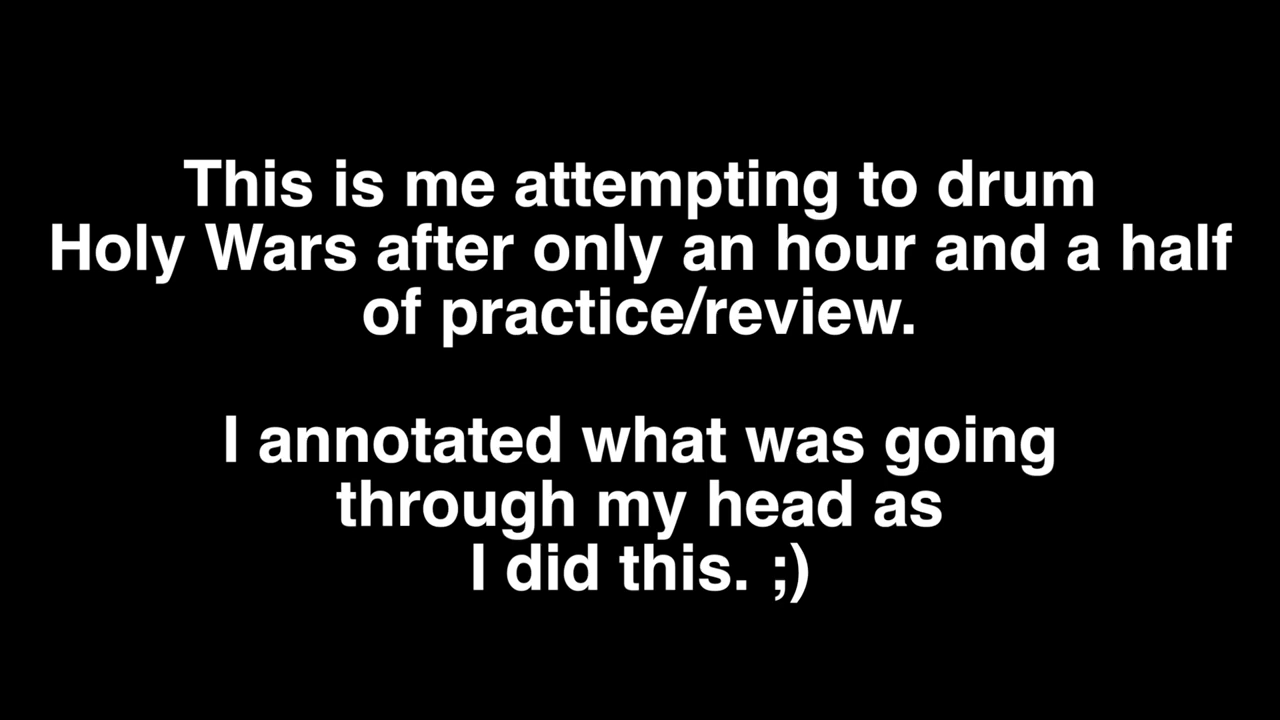 This is me attempting to drum
Holy Wars after only an hour and a half
of practice/review.
I annotated what was going
through my head as
I did this. ;)